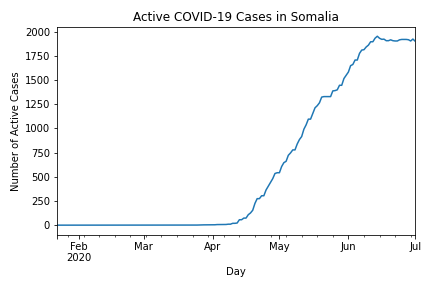 Active COVID-19 Cases in Somalia
Number of Active Cases
2000
1750
1500
1250
1000
750
500
250
0
Feb
2020
Mar
Apr
May
Jun
Jul
Day